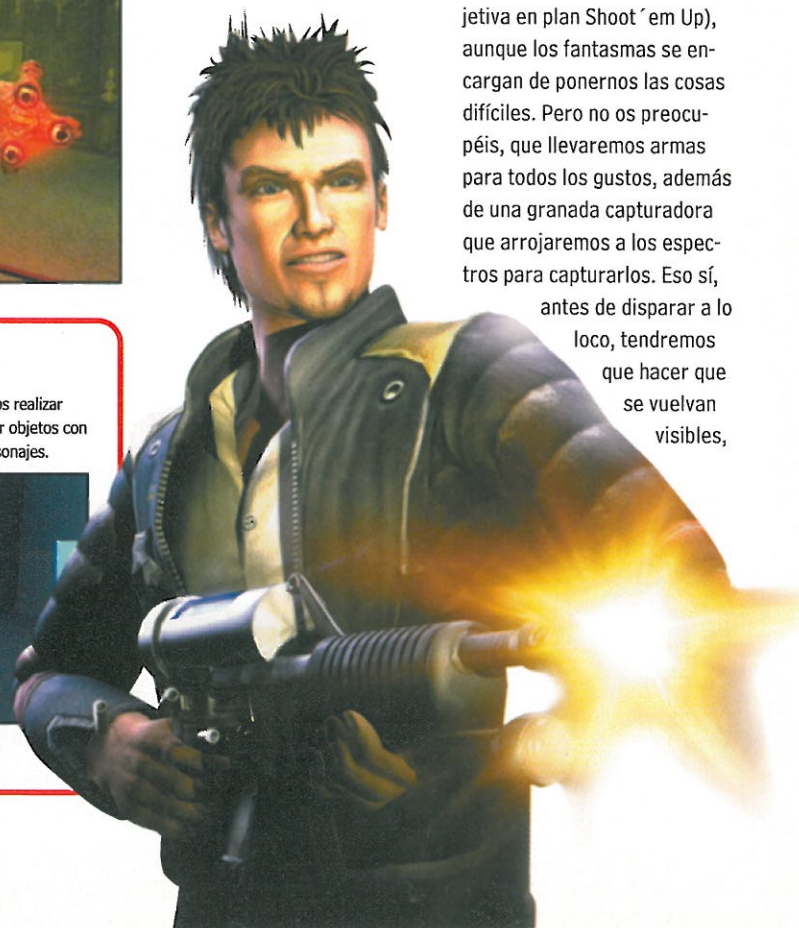 os realizar
r objetos con
sonajes.
jetiva en plan Shoot´em Up),
aunque los fantasmas se en-
cargan de ponernos las cosas
difíciles. Pero no os preocu-
péis, que llevaremos armas
para todos los gustos, además
de una granada capturadora
que arrojaremos a los espec-
tros para capturarlos. Eso sí,
antes de disparar a lo
loco, tendremos
que hacer que
se vuelvan
visibles,